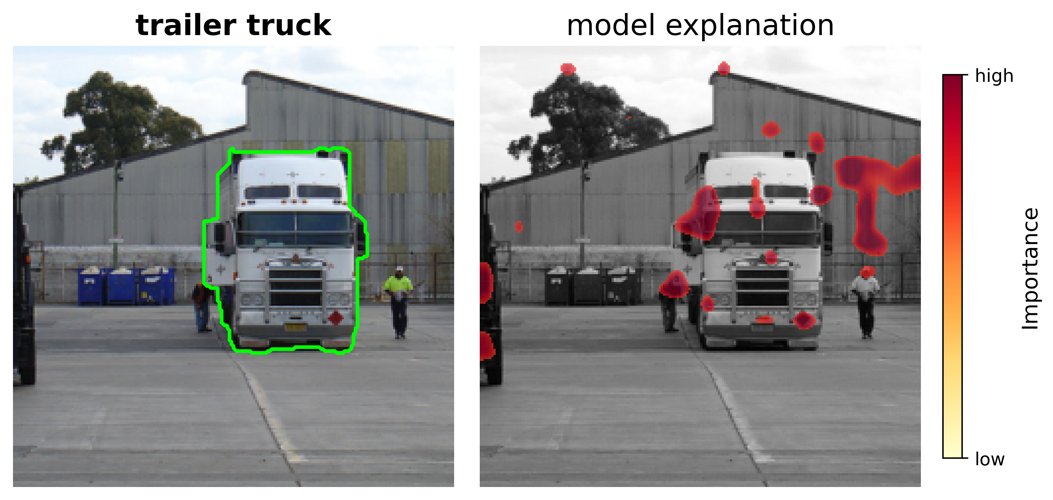 trailer truck
model explanation
high
Importance
low